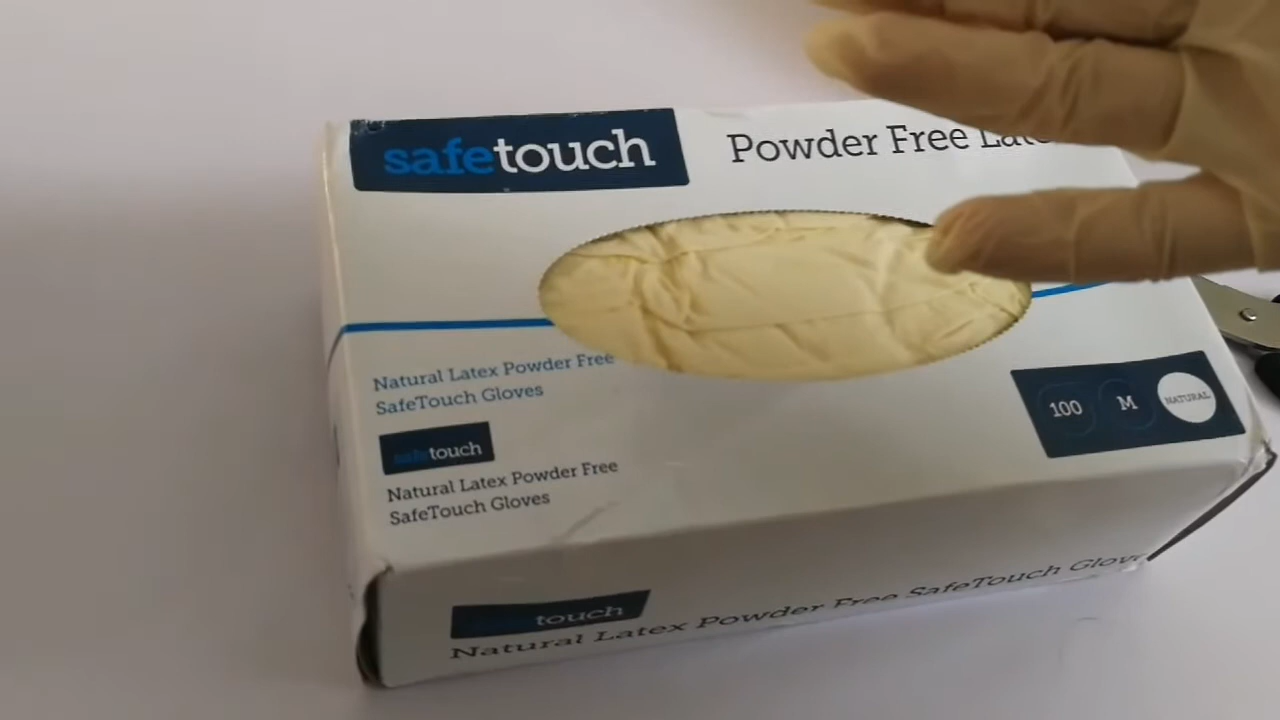 safetouch
Powder Free
Natural Latex Powder Free
SafeTouch Gloves
safetouch
Natural Latex Powder Free
SafeTouch Gloves
100 M NATURAL
touch
Natural Latex Powder Free SafeTouch